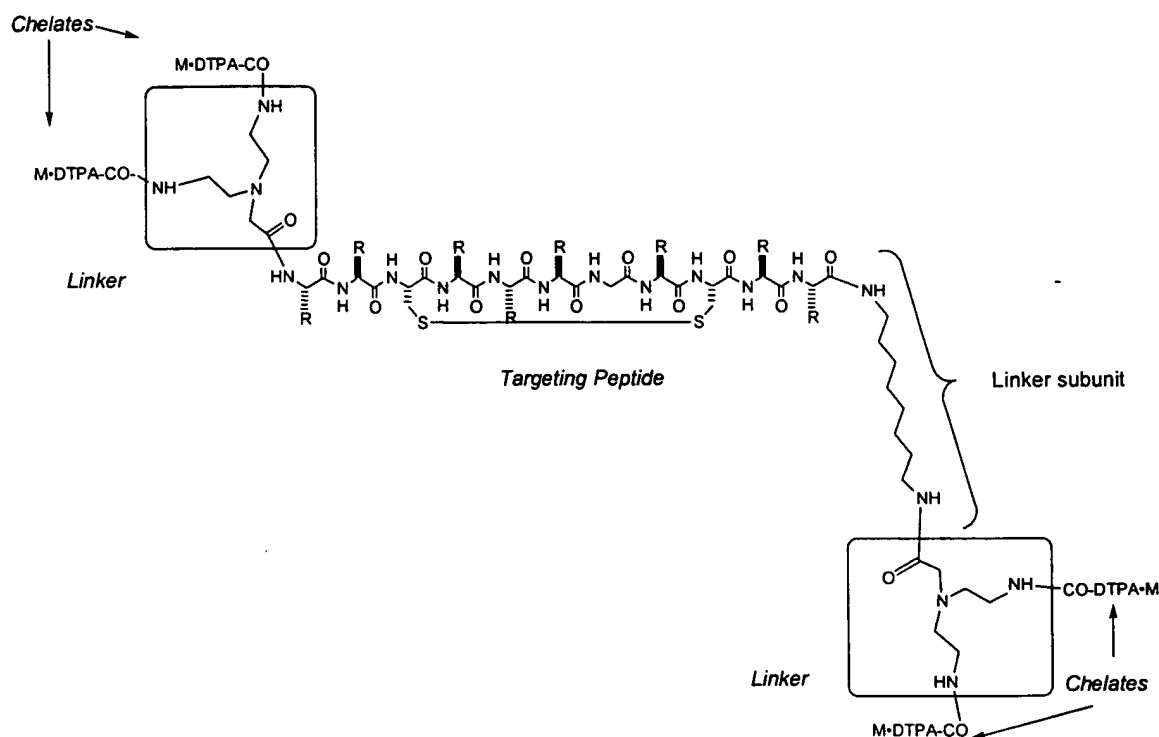 Chelates
M•DTPA-CO
NH
M•DTPA-CO-
NH
N
O
Linker
R R R R R
O H O H O H O H O H O
HN N N N N N NH
N N N N N
H O H O H O H O H O
R R R
S S
Targeting Peptide
Linker subunit
NH
O
NH
CO-DTPA•M
N
Linker
HN
Chelates
M•DTPA-CO